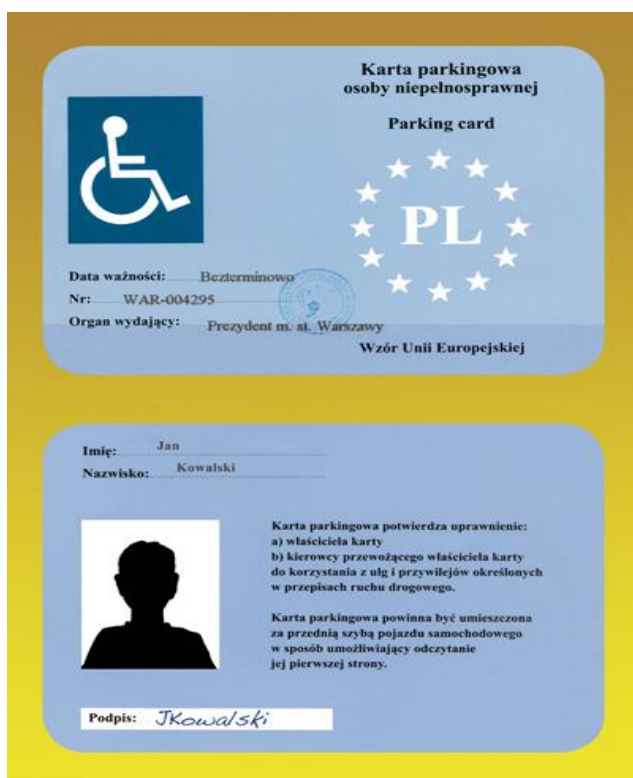 Karta parkingowa
osoby niepełnosprawnej
Parking card
PL
Data ważności: Bezterminowo
Nr: WAR-004295
Organ wydający: Prezydent m. st. Warszawy
Wzór Unii Europejskiej
Imię: Jan
Nazwisko: Kowalski
Karta parkingowa potwierdza uprawnienie:
a) właściciela karty
b) kierowcy przewożącego właściciela karty
do korzystania z ulg i przywilejów określonych
w przepisach ruchu drogowego.
Karta parkingowa powinna być umieszczona
za przednią szybą pojazdu samochodowego
w sposób umożliwiający odczytanie
jej pierwszej strony.
Podpis: JKowalski